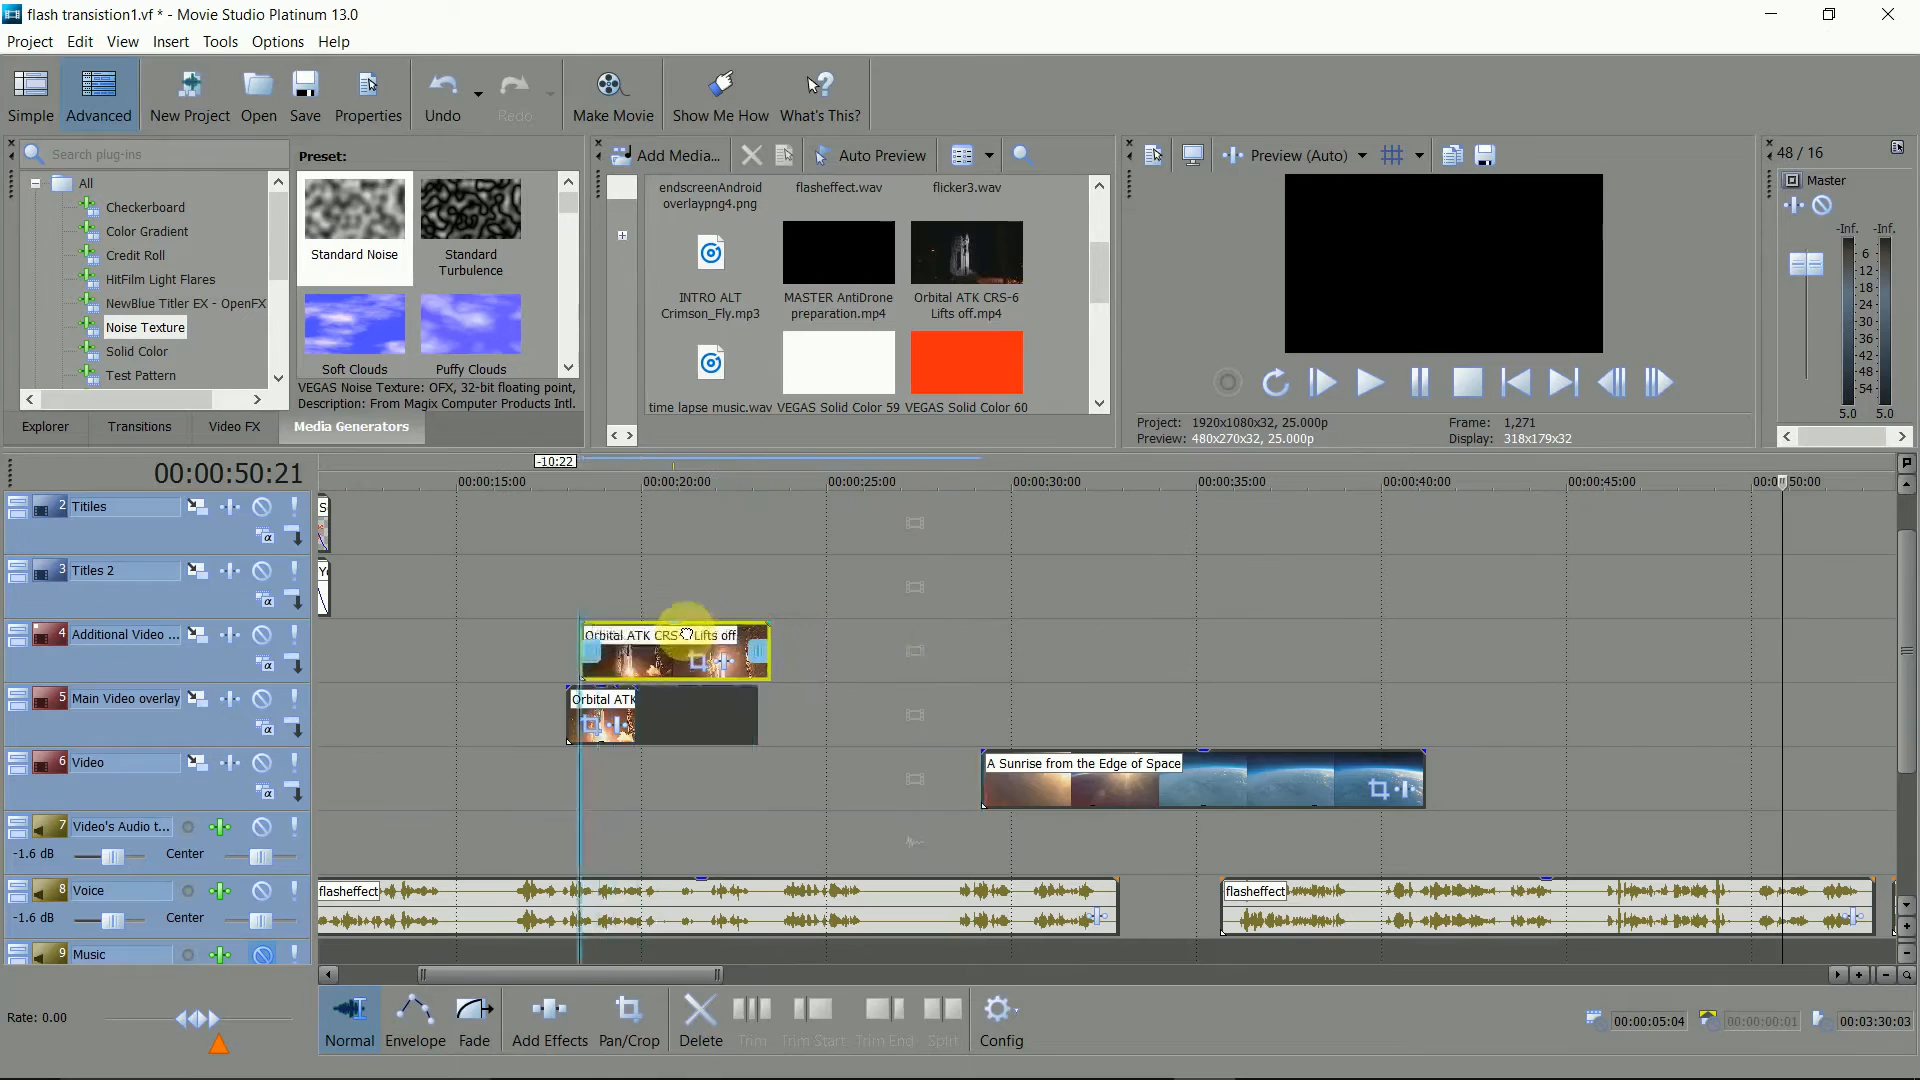 flash transistion1.vf * - Movie Studio Platinum 13.0
Project Edit View Insert Tools Options Help
Simple Advanced New Project Open Save Properties Undo Redo Make Movie Show Me How What's This?
Search plug-ins
All
Checkerboard
Color Gradient
Credit Roll
HitFilm Light Flares
NewBlue Titler EX - OpenFX
Noise Texture
Solid Color
Test Pattern
Preset:
Standard Noise
Standard Turbulence
Soft Clouds
Puffy Clouds
VEGAS Noise Texture: OFX, 32-bit floating point,
Description: From Magix Computer Products Intl.
Explorer Transitions Video FX Media Generators
Add Media... Auto Preview
endscreenAndroid overlaypng4.png
flasheffect.wav
flicker3.wav
INTRO ALT Crimson_Fly.mp3
MASTER AntiDrone preparation.mp4
Orbital ATK CRS-6 Lifts off.mp4
time lapse music.wav
VEGAS Solid Color 59
VEGAS Solid Color 60
Preview (Auto)
Project: 1920x1080x32, 25.000p
Preview: 480x270x32, 25.000p
Frame: 1,271
Display: 318x179x32
48 / 16
Master
-Inf. -Inf.
6
12
18
24
30
36
42
48
54
5.0 5.0
00:00:50:21
-10:22
00:00:15:00 00:00:20:00 00:00:25:00 00:00:30:00 00:00:35:00 00:00:40:00 00:00:45:00
2 Titiles
3 Titles 2
4 Additional Video ...
Orbital ATK CRS- Lifts off
5 Main Video overlay
Orbital ATK
6 Video
A Sunrise from the Edge of Space
7 Video's Audio t...
-1.6 dB Center
8 Voice
-1.6 dB Center
flasheffect
flasheffect
9 Music
Rate: 0.00
Normal Envelope Fade Add Effects Pan/Crop Delete Trim Trim Start Trim End Split Config
00:00:05:04 00:00:00:01 00:03:30:03